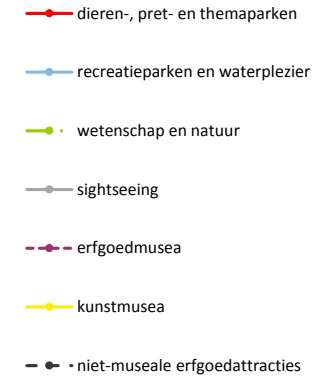 dieren-, pret- en themaparken
recreatieparken en waterplezier
wetenschap en natuur
sightseeing
erfgoedmusea
kunstmusea
niet-museale erfgoedattracties